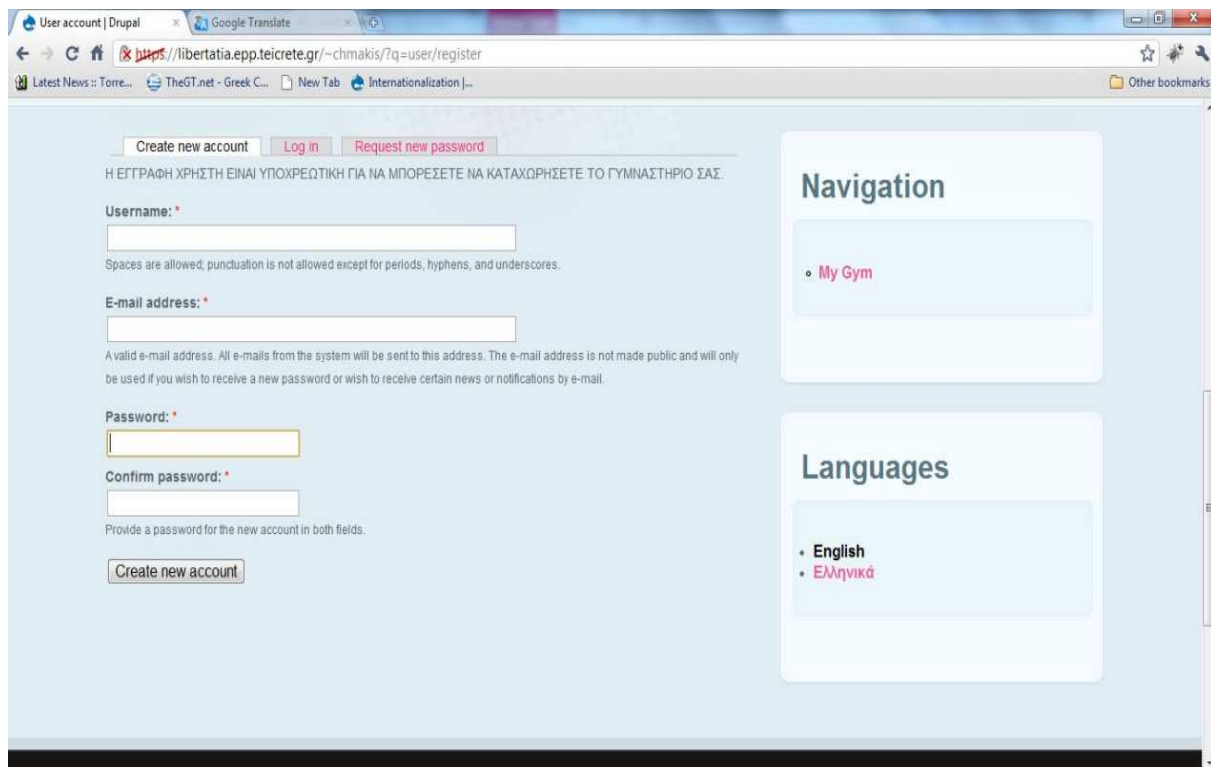 User account | Drupal
Google Translate
https://libertatia.epp.teicrete.gr/~chmakis/?q=user/register
Latest News :: Torre...
TheGT.net - Greek C...
New Tab
Internationalization |...
Other bookmarks
Create new account
Log in
Request new password
Η ΕΓΓΡΑΦΗ ΧΡΗΣΤΗ ΕΙΝΑΙ ΥΠΟΧΡΕΩΤΙΚΗ ΓΙΑ ΝΑ ΜΠΟΡΕΣΕΤΕ ΝΑ ΚΑΤΑΧΩΡΗΣΕΤΕ ΤΟ ΓΥΜΝΑΣΤΗΡΙΟ ΣΑΣ.
Username: *
Spaces are allowed; punctuation is not allowed except for periods, hyphens, and underscores.
E-mail address: *
A valid e-mail address. All e-mails from the system will be sent to this address. The e-mail address is not made public and will only
be used if you wish to receive a new password or wish to receive certain news or notifications by e-mail.
Password: *
Confirm password: *
Provide a password for the new account in both fields.
Create new account
Navigation
My Gym
Languages
English
Ελληνικά